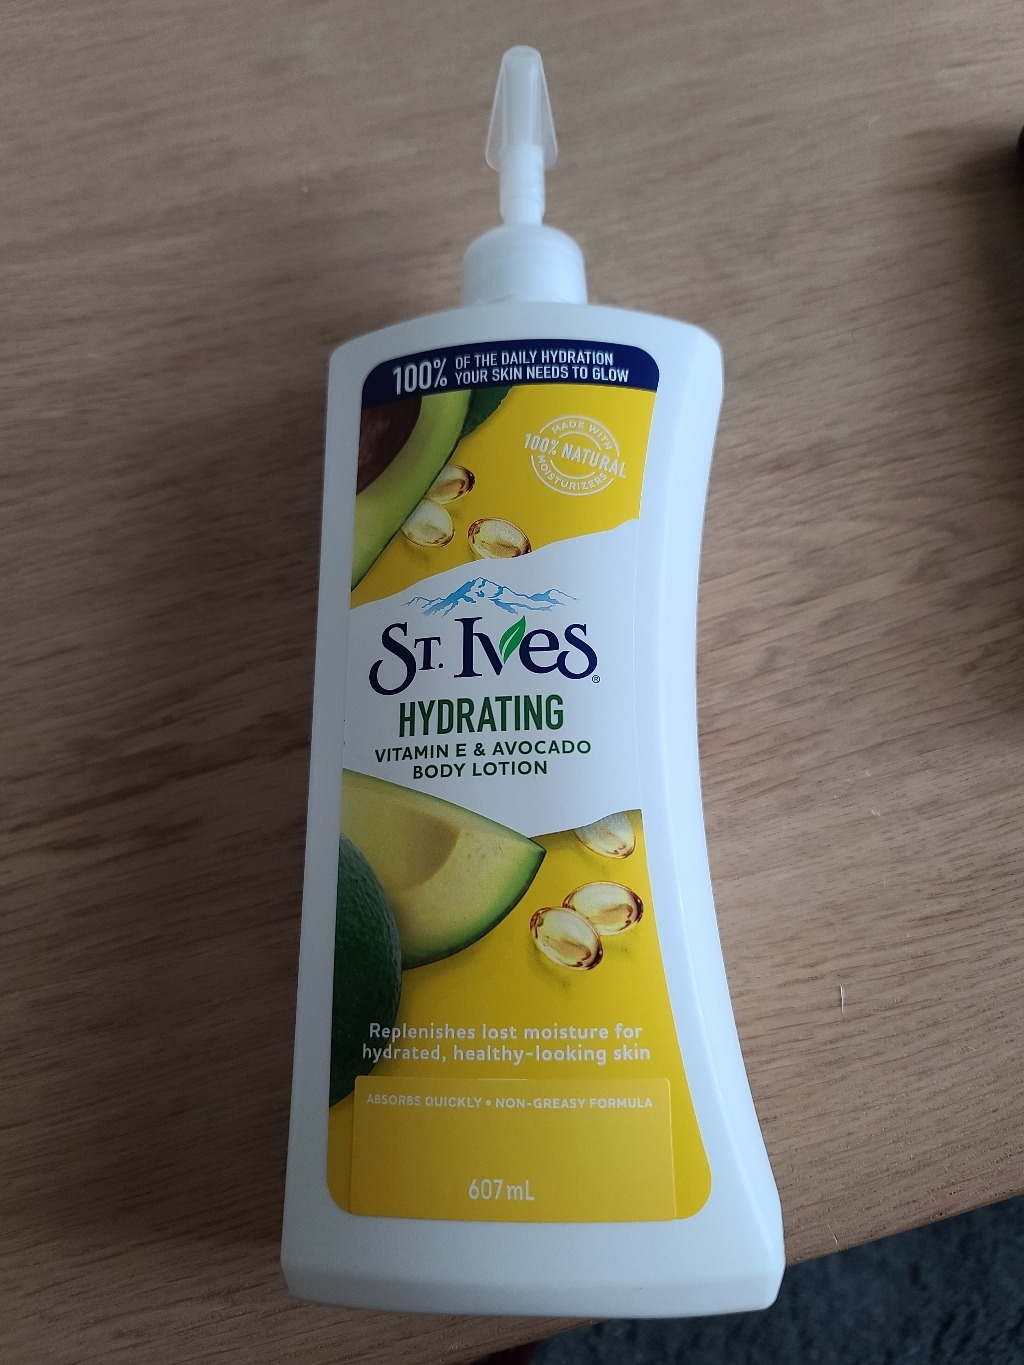 100% OF THE DAILY HYDRATION
YOUR SKIN NEEDS TO GLOW
MADE WITH
100% NATURAL
MOISTURIZERS
ST. Ives®
HYDRATING
VITAMIN E & AVOCADO
BODY LOTION
Replenishes lost moisture for
hydrated, healthy-looking skin
ABSORBS QUICKLY • NON-GREASY FORMULA
607mL